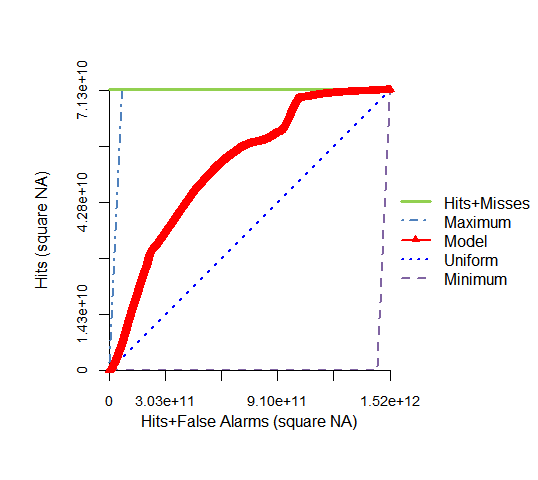 7.13e+10
4.28e+10
1.43e+10
0
Hits (square NA)
0 3.03e+11 9.10e+11 1.52e+12
Hits+False Alarms (square NA)
Hits+Misses
Maximum
Model
Uniform
Minimum